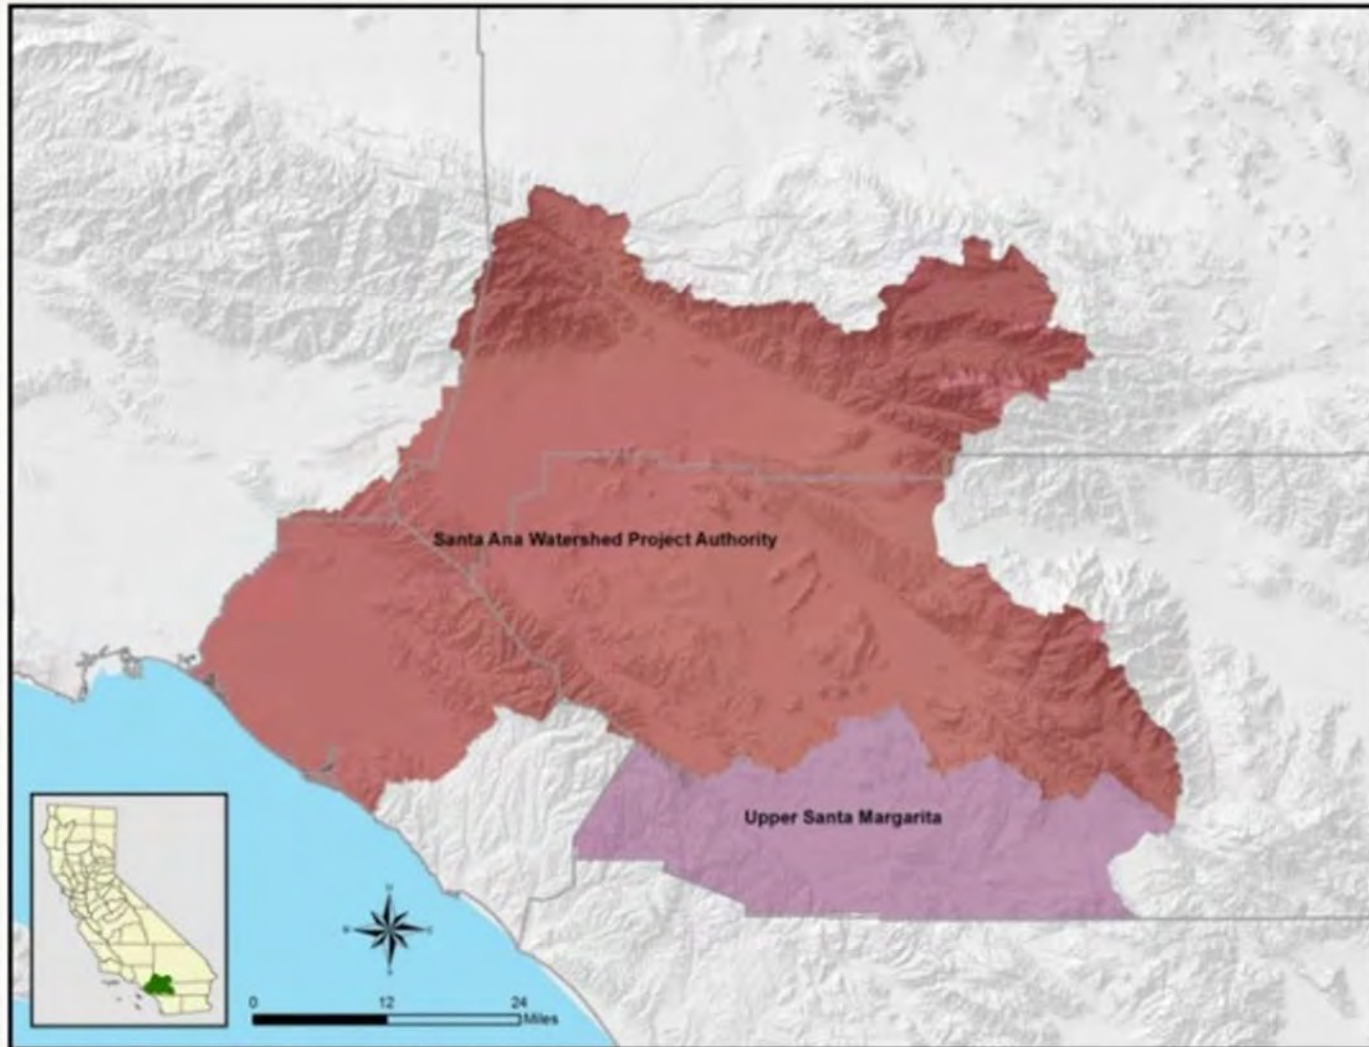 Santa Ana Watershed Project Authority
Upper Santa Margarita
N
W E
S
0 12 24
Miles